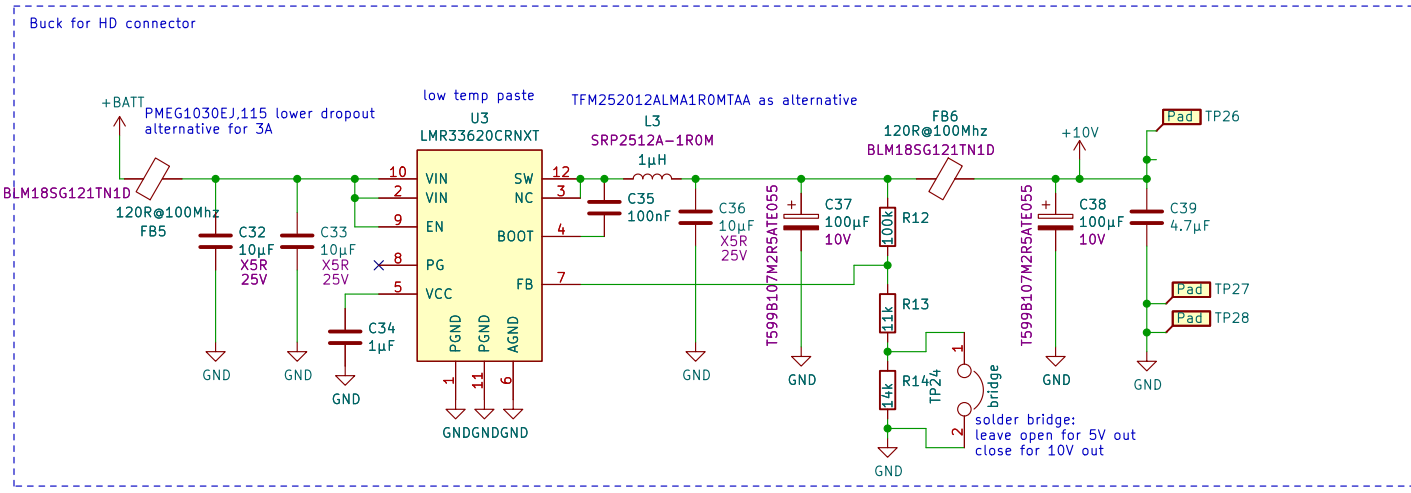 Buck for HD connector
+BATT
PMEG1030EJ,115 lower dropout
alternative for 3A
BLM18SG121TN1D
120R@100Mhz
FB5
C32
10µF
X5R
25V
GND
C33
10µF
X5R
25V
GND
low temp paste
U3
LMR33620CRNXT
10
VIN
2
VIN
9
EN
8
PG
5
VCC
SW
12
NC
3
BOOT
4
FB
7
PGND
PGND
AGND
1
11
6
GND
GND
GND
C34
1µF
GND
TFM252012ALMA1R0MTAA as alternative
L3
SRP2512A-1R0M
1µH
C35
100nF
C36
10µF
X5R
25V
GND
T599B107M2R5ATE055
+
C37
100µF
10V
GND
R12
100k
R13
11k
R14
14k
GND
TP24
1
2
bridge
solder bridge:
leave open for 5V out
close for 10V out
FB6
120R@100Mhz
BLM18SG121TN1D
+10V
T599B107M2R5ATE055
+
C38
100µF
10V
GND
C39
4.7µF
GND
Pad TP26
Pad TP27
Pad TP28